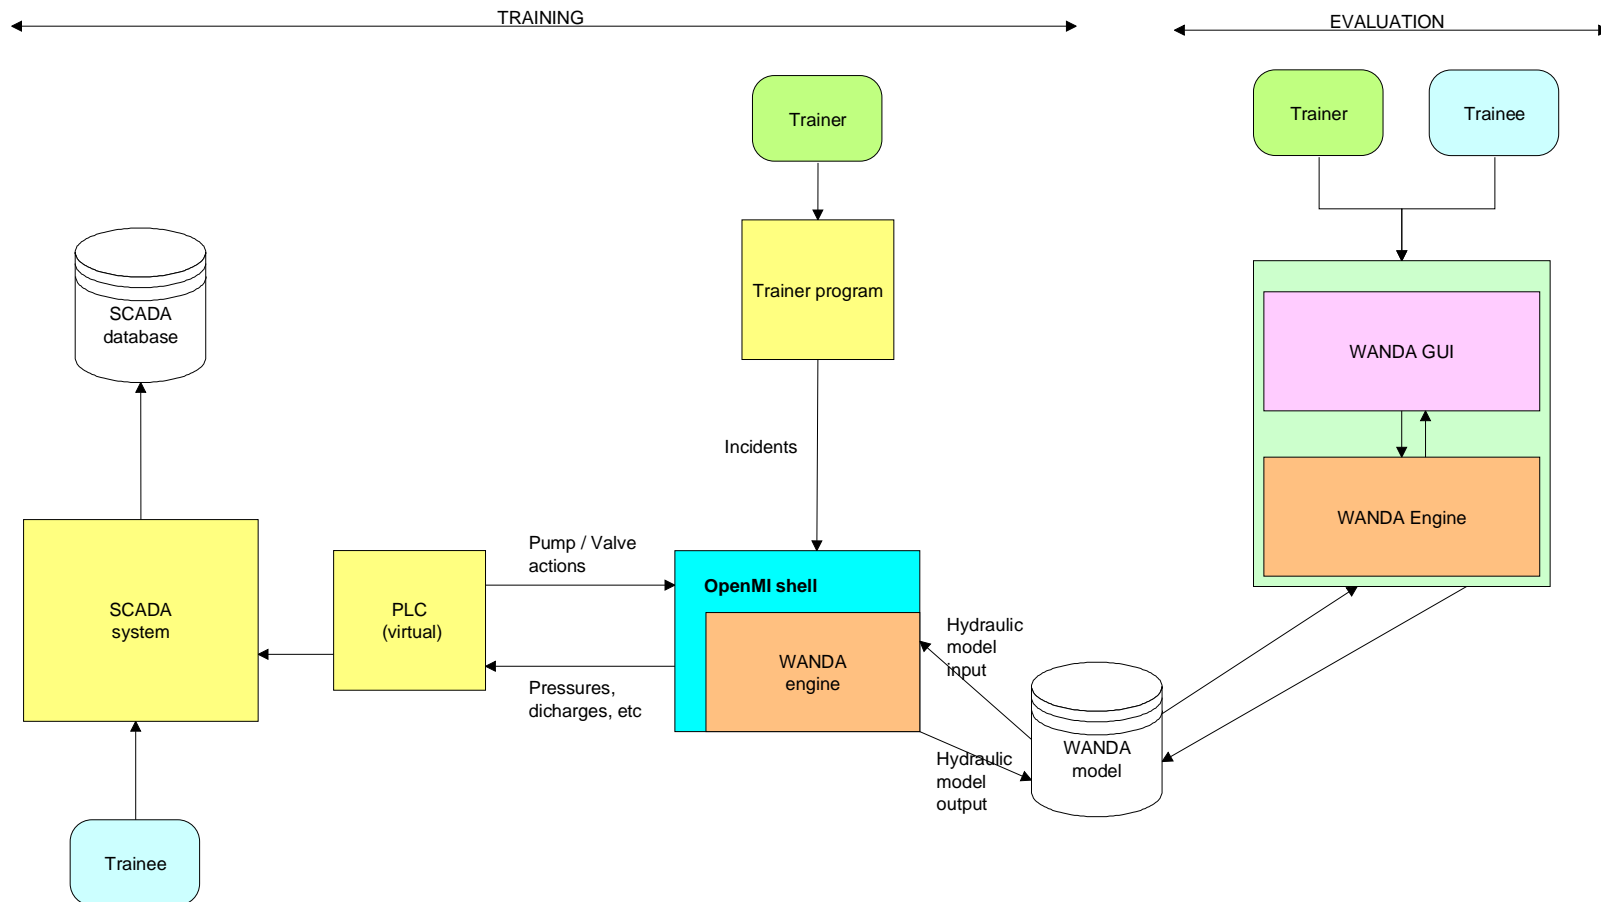 TRAINING
EVALUATION
Trainer
Trainer
Trainee
Trainer program
SCADA
database
WANDA GUI
Incidents
WANDA Engine
Pump / Valve
actions
OpenMI shell
SCADA
system
PLC
(virtual)
Hydraulic
model
input
WANDA
engine
Pressures,
dicharges, etc
WANDA
model
Hydraulic
model
output
Trainee